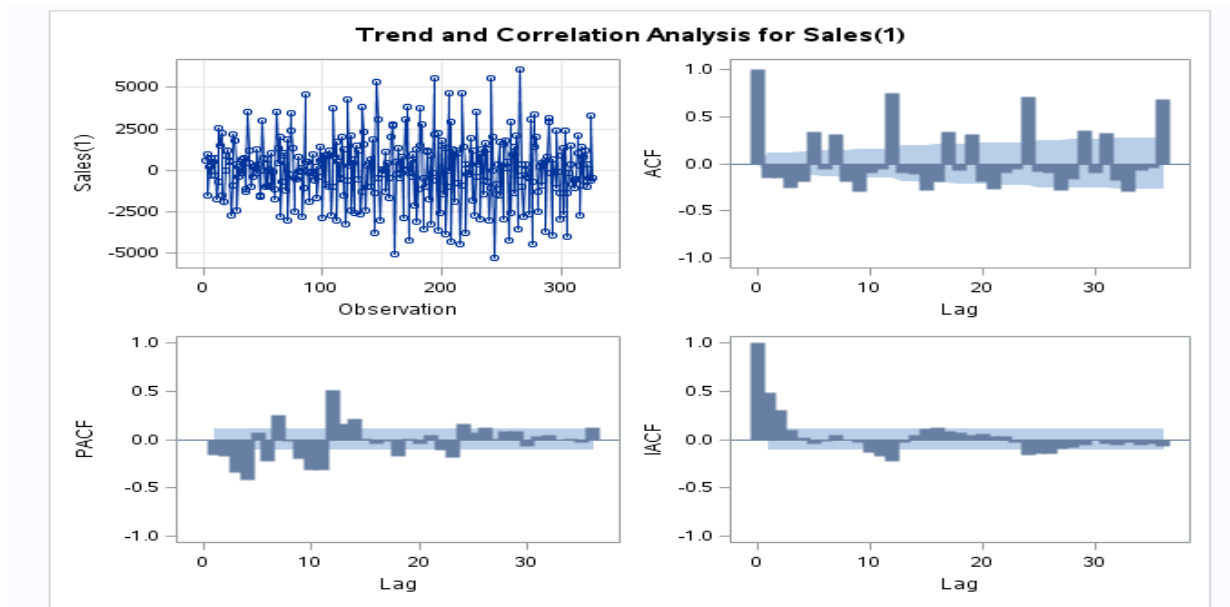 Trend and Correlation Analysis for Sales(1)
5000
2500
0
-2500
-5000
Sales(1)
0 100 200 300
Observation
1.0
0.5
0.0
-0.5
-1.0
ACF
0 10 20 30
Lag
1.0
0.5
0.0
-0.5
-1.0
PACF
0 10 20 30
Lag
1.0
0.5
0.0
-0.5
-1.0
IACF
0 10 20 30
Lag